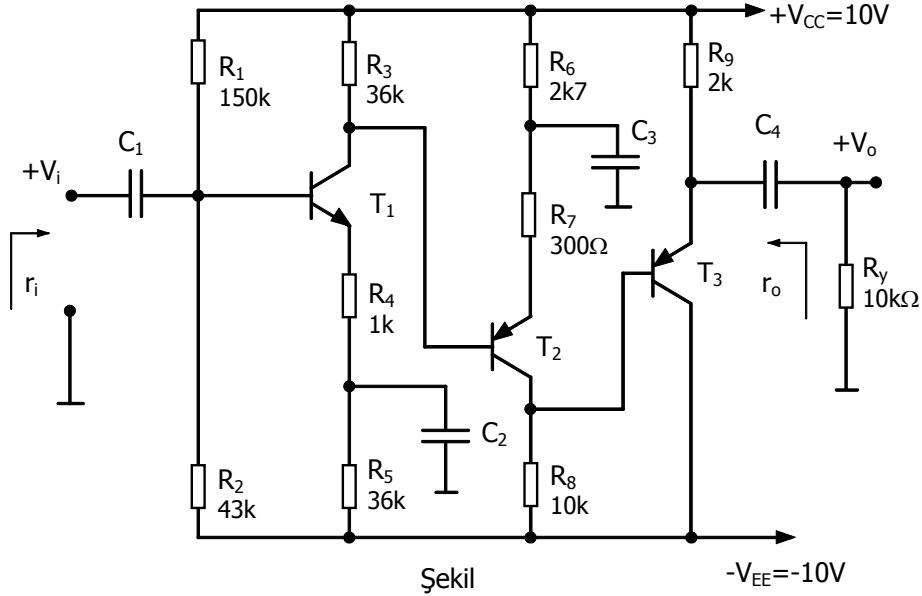 +V_CC=10V
R₁
150k
R₃
36k
R₆
2k7
R₉
2k
C₁
C₃
C₄
+Vᵢ
+Vₒ
T₁
R₇
300Ω
T₃
rᵢ
R₄
1k
rₒ
R_y
10kΩ
T₂
C₂
R₂
43k
R₅
36k
R₈
10k
-V_EE=-10V
Şekil